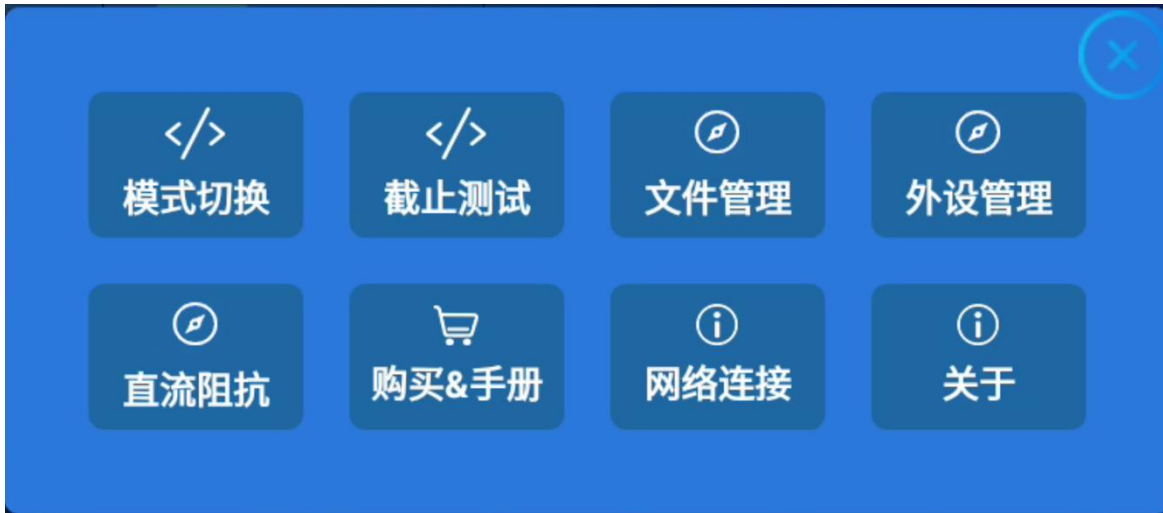 模式切换
截止测试
文件管理
外设管理
直流阻抗
购买&手册
网络连接
关于